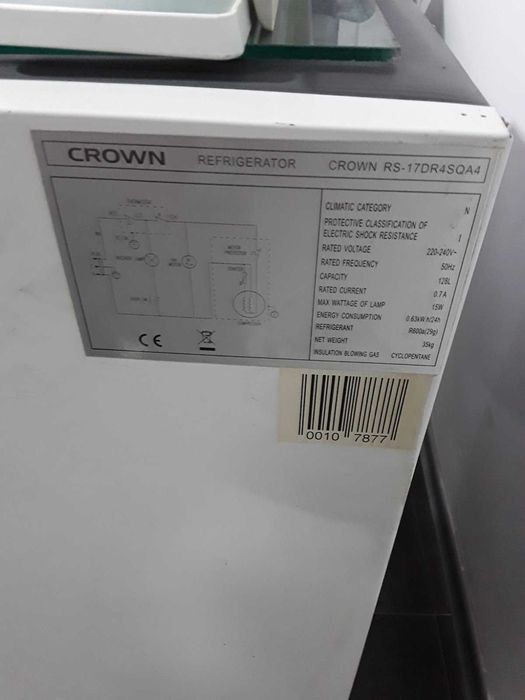 CROWN REFRIGERATOR CROWN RS-17DR4SQA4
THERMOSTAT
CLIMATIC CATEGORY N
PROTECTIVE CLASSIFICATION OF
ELECTRIC SHOCK RESISTANCE I
RATED VOLTAGE 220-240V~
RATED FREQUENCY 50Hz
CAPACITY 128L
RATED CURRENT 0.7 A
MAX WATTAGE OF LAMP 15W
ENERGY CONSUMPTION 0.63kW·h/24h
REFRIGERANT R600a(29g)
NET WEIGHT 35kg
INSULATION BLOWING GAS CYCLOPENTANE
CE
0010 7877